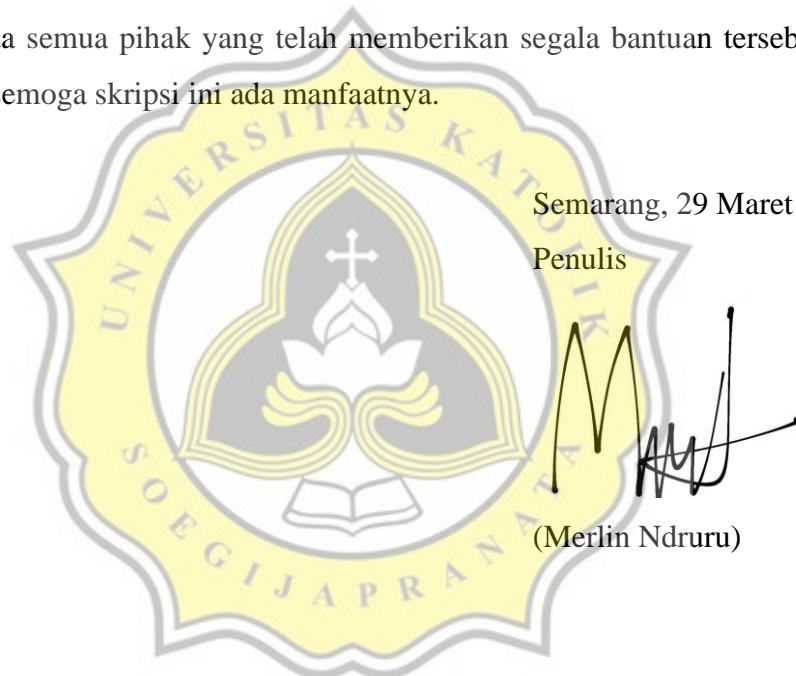 a semua pihak yang telah memberikan segala bantuan terseb
semoga skripsi ini ada manfaatnya.
UNIVERSITAS KATOLIK
SOEGIJAPRANATA
Semarang, 29 Maret
Penulis
(Merlin Ndruru)